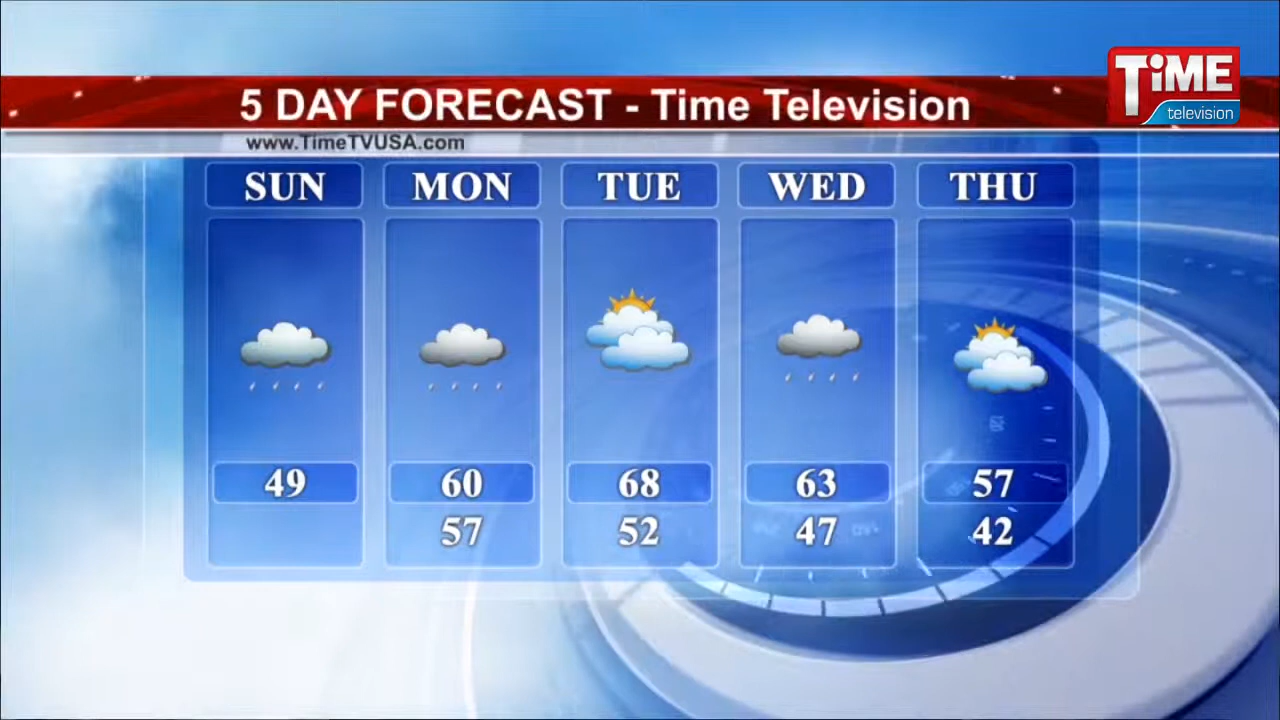 TiME
television
5 DAY FORECAST - Time Television
www.TimeTVUSA.com
SUN MON TUE WED THU
49 60 68 63 57
57 52 47 42